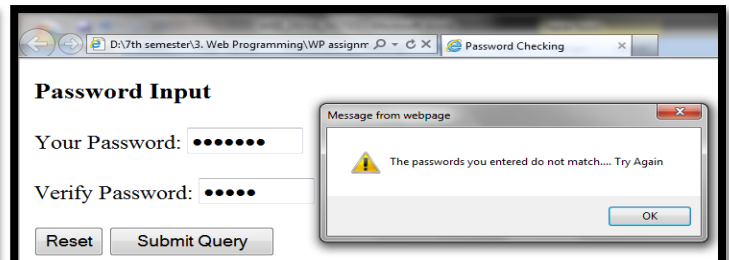 D:\7th semester\3. Web Programming\WP assignm
Password Checking
Password Input
Message from webpage
Your Password:
The passwords you entered do not match.... Try Again
Verify Password:
OK
Reset Submit Query